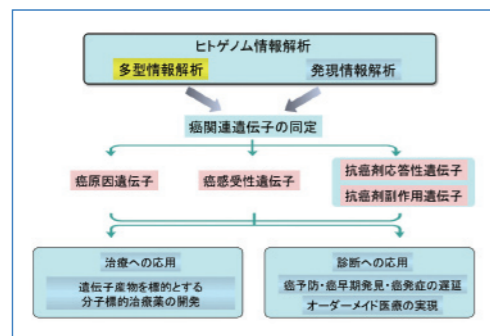 ヒトゲノム情報解析
多型情報解析
発現情報解析
癌関連遺伝子の同定
癌原因遺伝子
癌感受性遺伝子
抗癌剤応答性遺伝子
抗癌剤副作用遺伝子
治療への応用
遺伝子産物を標的とする
分子標的治療薬の開発
診断への応用
癌予防・癌早期発見・癌発症の遅延
オーダーメイド医療の実現